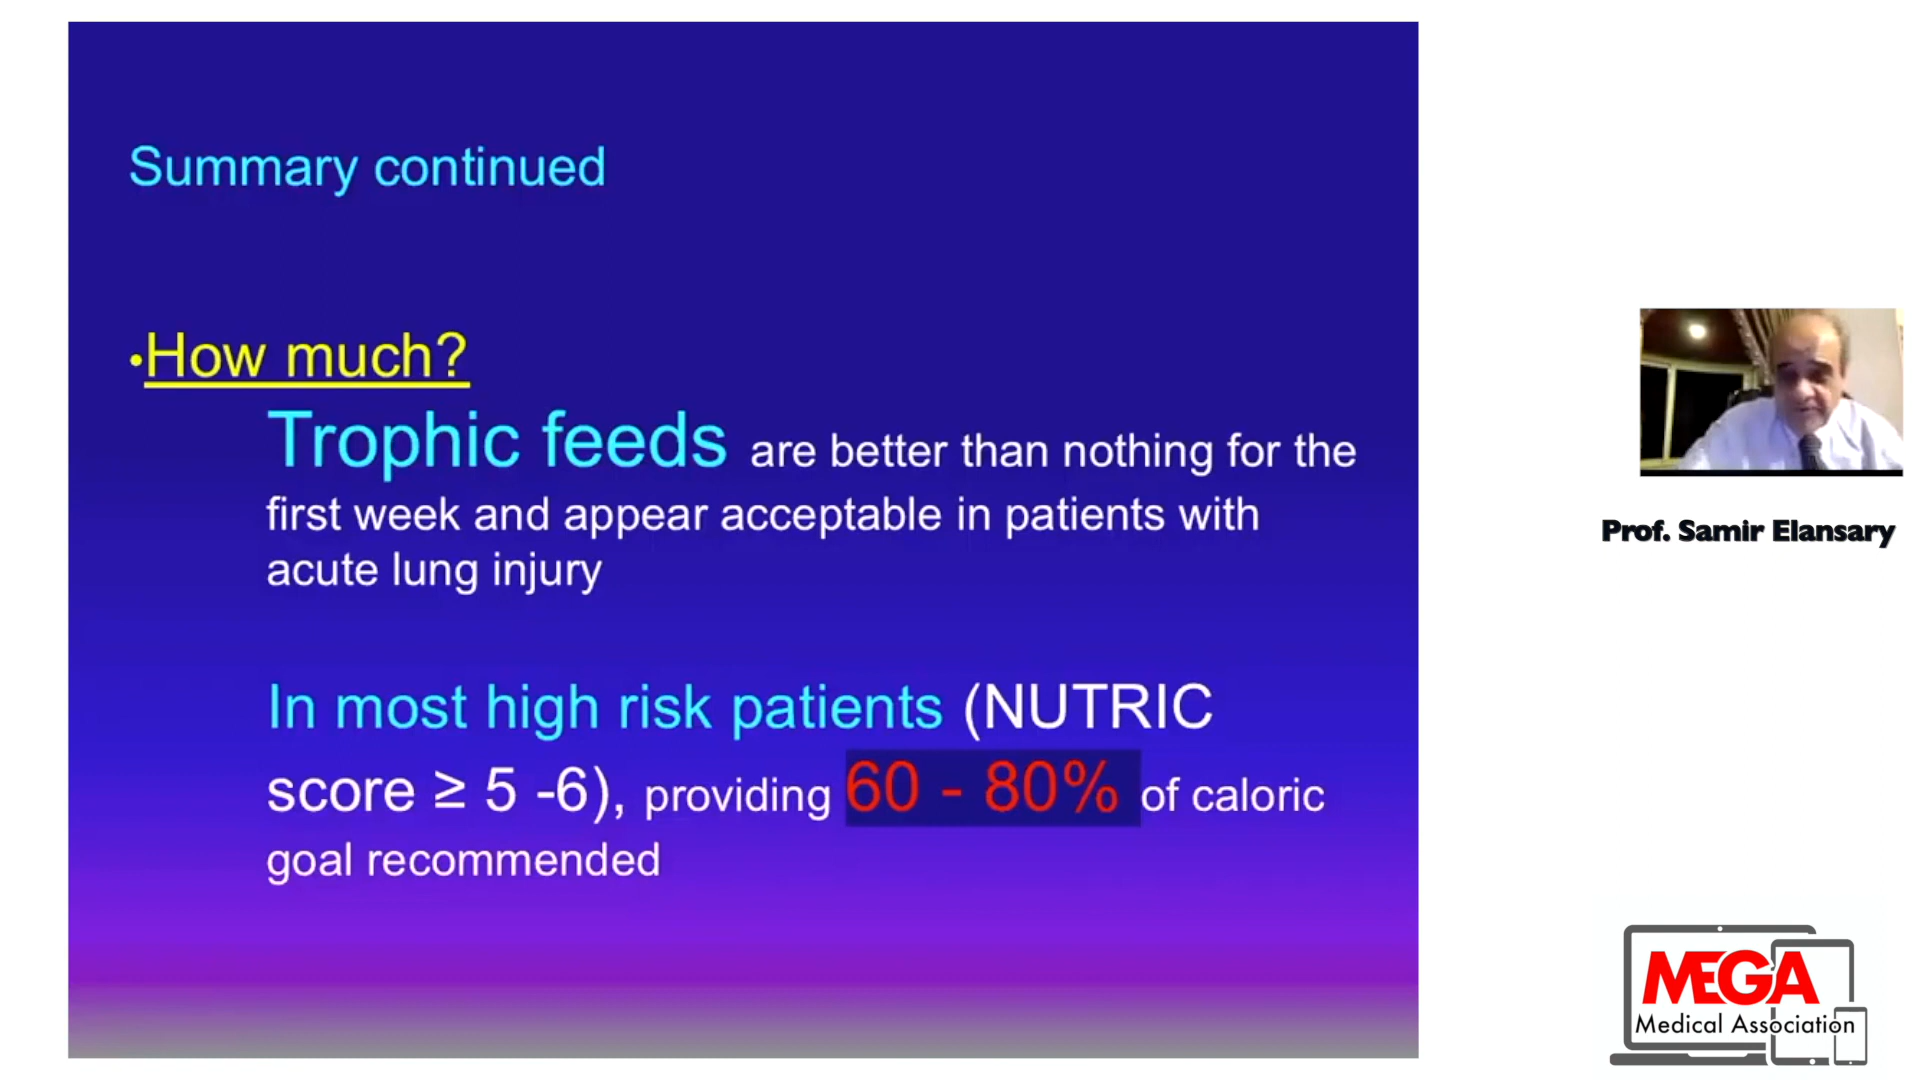 Summary continued
•How much?
Trophic feeds are better than nothing for the
first week and appear acceptable in patients with
acute lung injury
In most high risk patients (NUTRIC
score ≥ 5 -6), providing 60 - 80% of caloric
goal recommended
Prof. Samir Elansary
MEGA
Medical Association